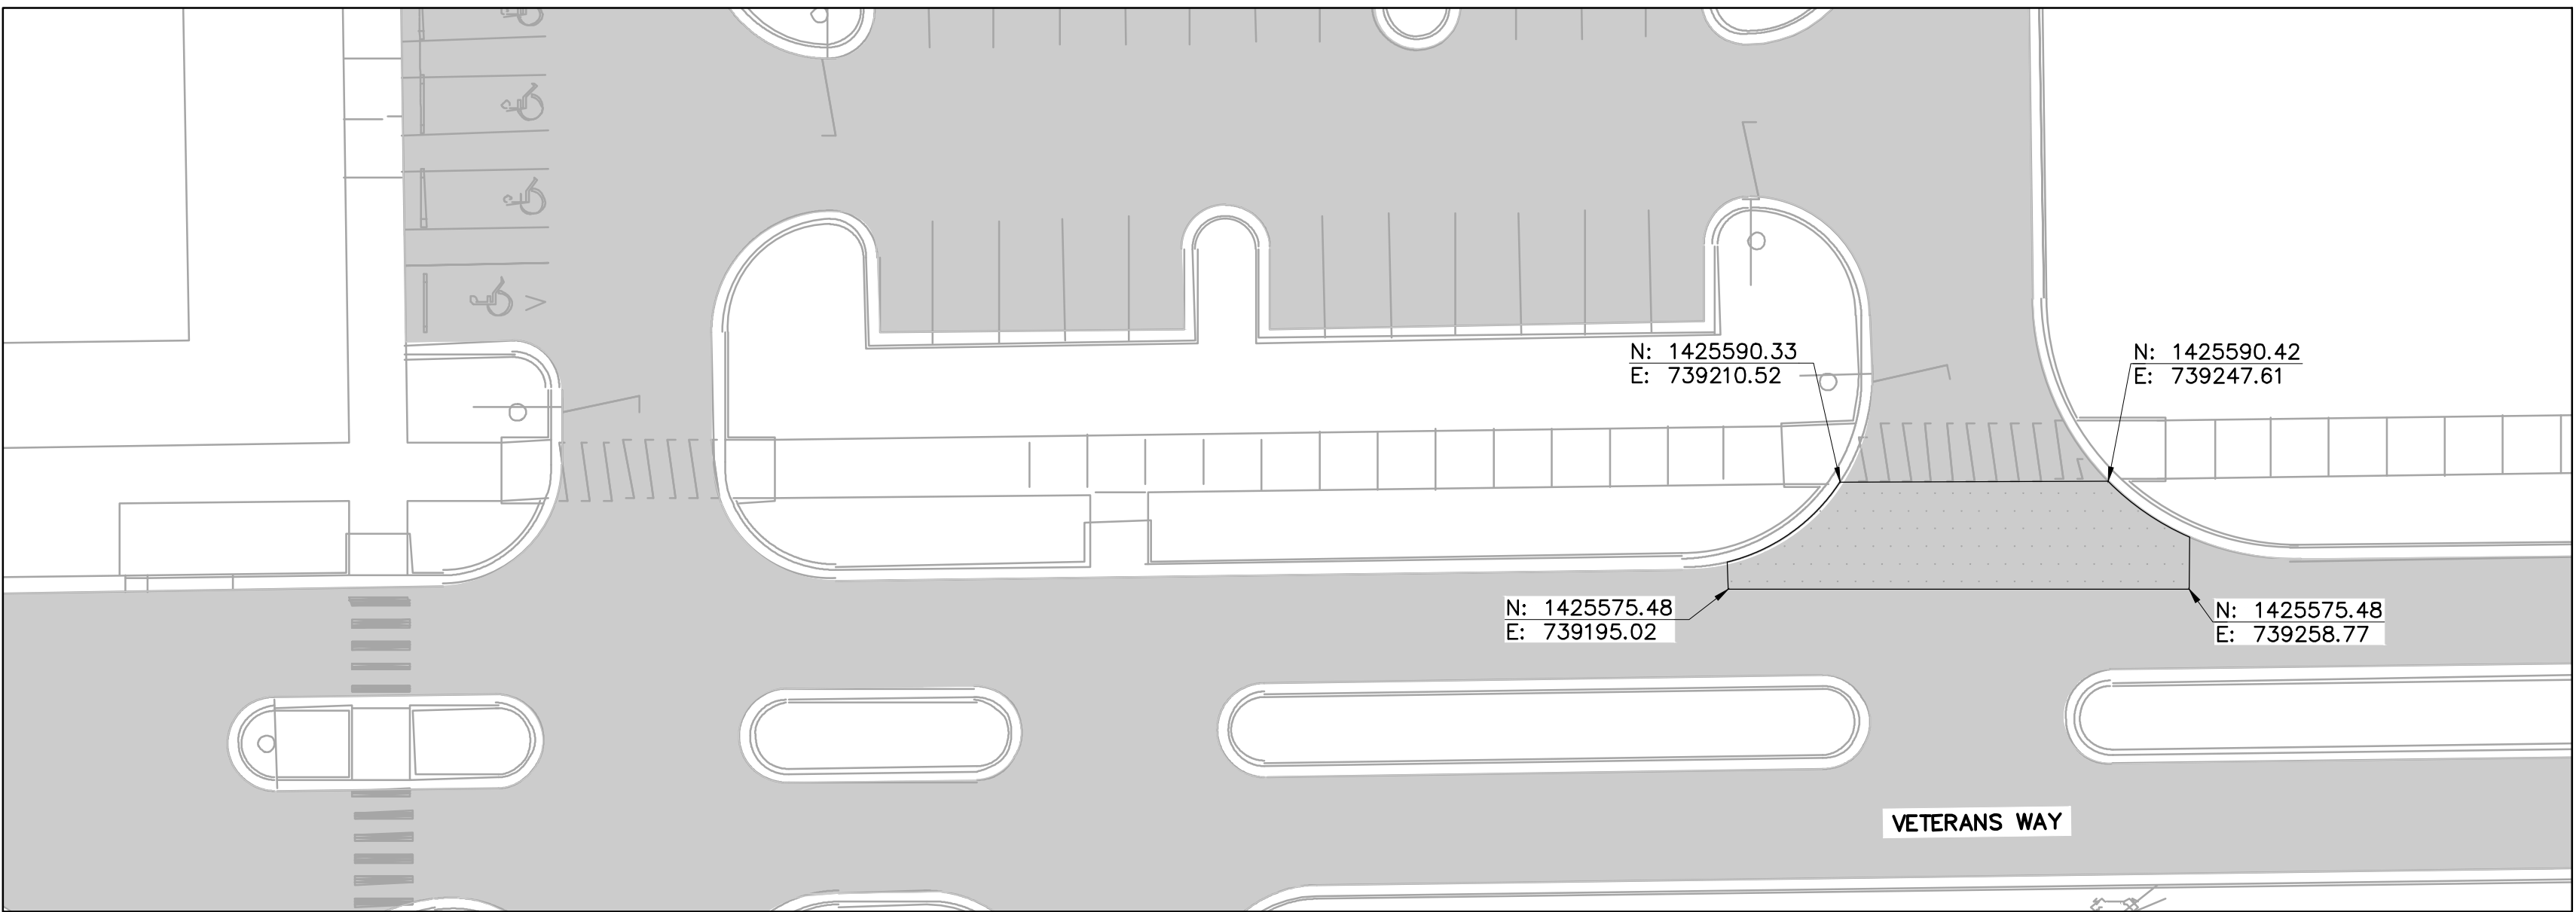 N: 1425590.33
E: 739210.52
N: 1425590.42
E: 739247.61
N: 1425575.48
E: 739195.02
N: 1425575.48
E: 739258.77
VETERANS WAY